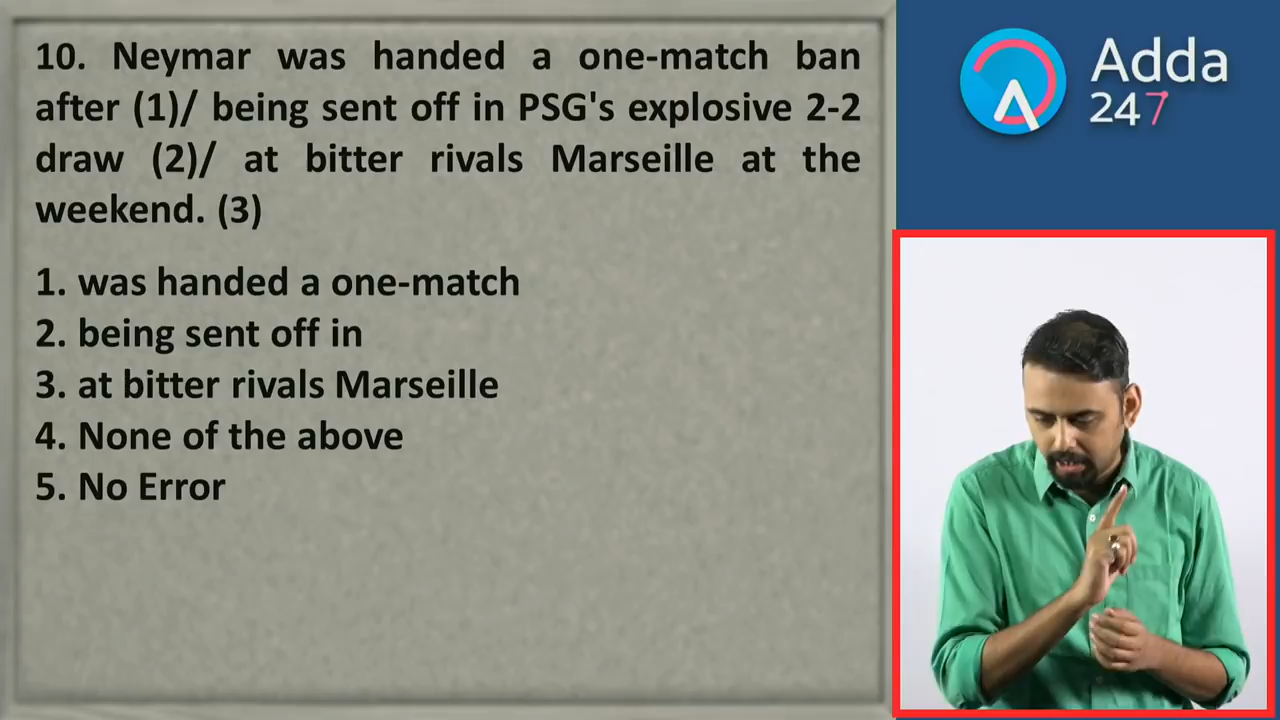 10. Neymar was handed a one-match ban
after (1)/ being sent off in PSG's explosive 2-2
draw (2)/ at bitter rivals Marseille at the
weekend. (3)
1. was handed a one-match
2. being sent off in
3. at bitter rivals Marseille
4. None of the above
5. No Error
Adda
247